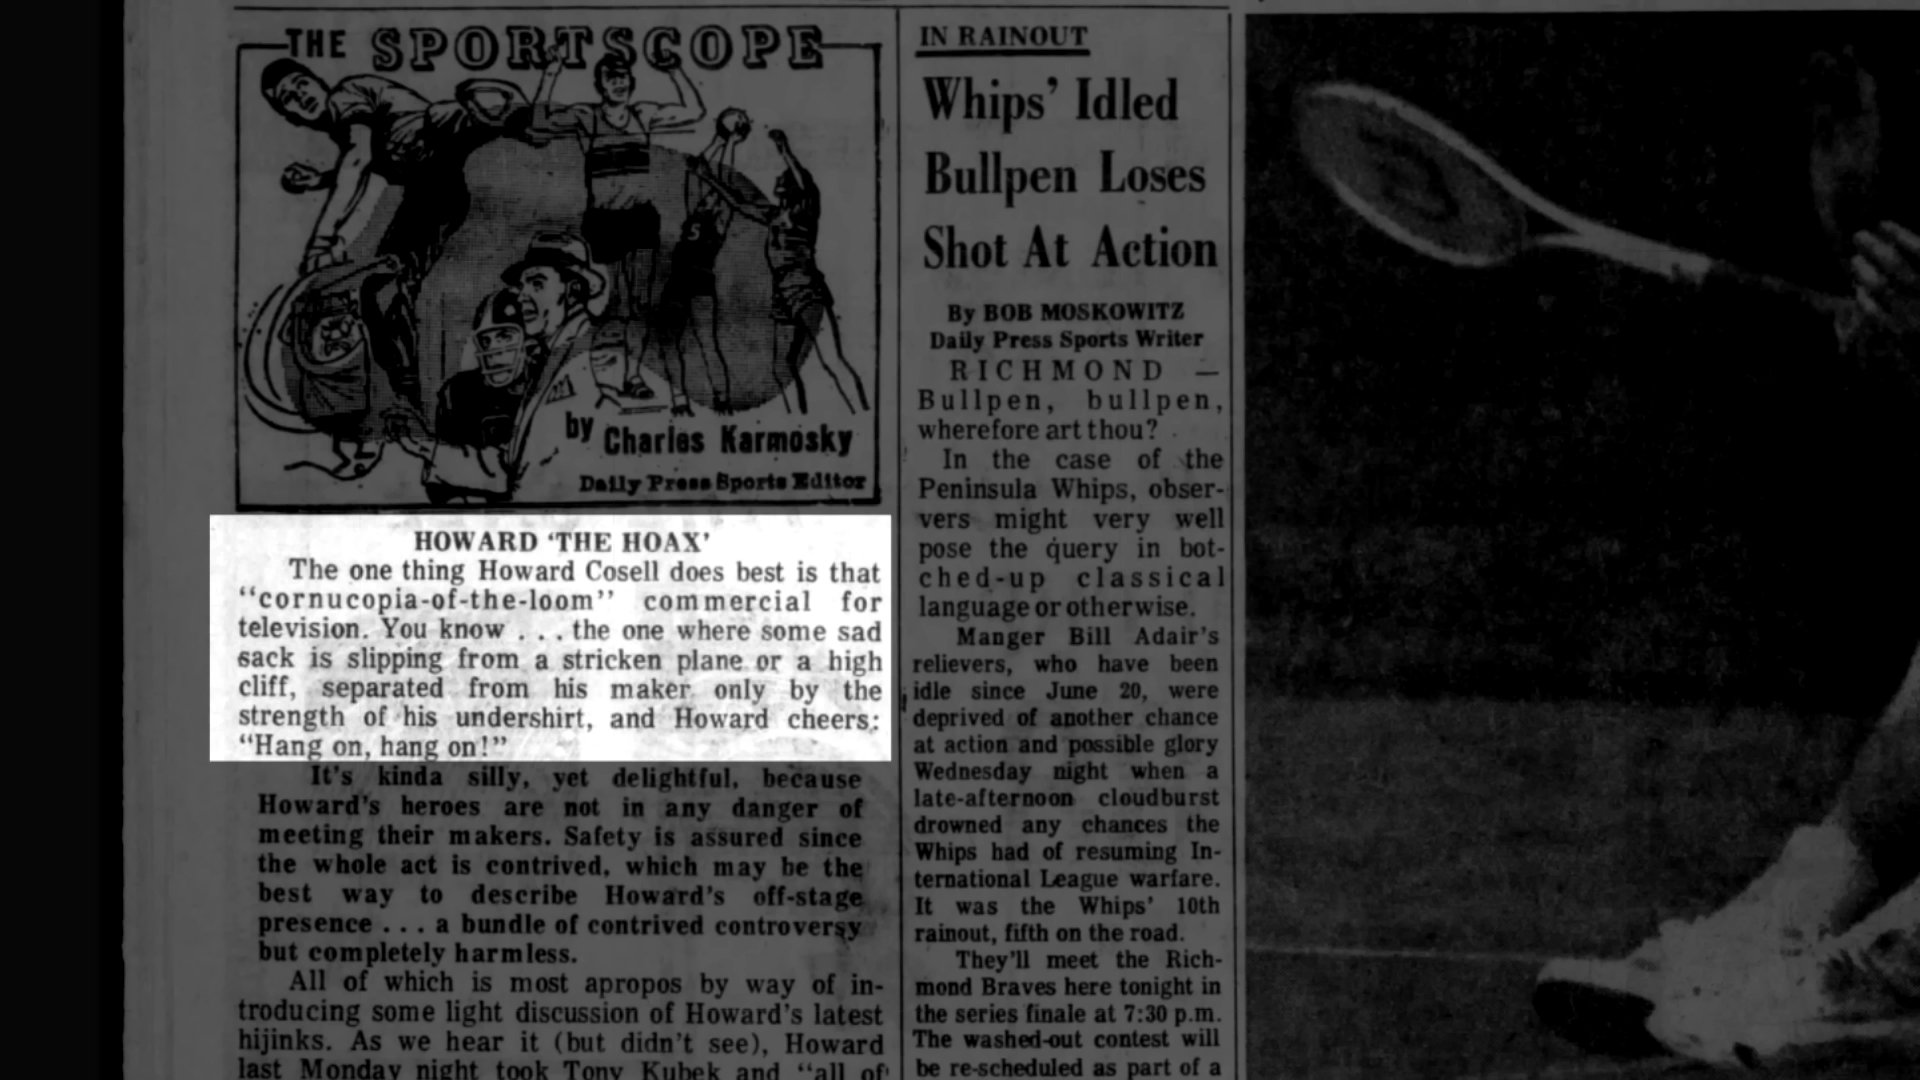 THE SPORTSCOPE
by Charles Karmosky
Daily Press Sports Editor
HOWARD ‘THE HOAX’
The one thing Howard Cosell does best is that
“cornucopia-of-the-loom” commercial for
television. You know . . . the one where some sad
sack is slipping from a stricken plane or a high
cliff, separated from his maker only by the
strength of his undershirt, and Howard cheers:
“Hang on, hang on!”
It's kinda silly, yet delightful, because
Howard's heroes are not in any danger of
meeting their makers. Safety is assured since
the whole act is contrived, which may be the
best way to describe Howard's off-stage
presence . . . a bundle of contrived controversy
but completely harmless.
All of which is most apropos by way of in-
troducing some light discussion of Howard's latest
hijinks. As we hear it (but didn't see), Howard
last Monday night took Tony Kubek and “all of
IN RAINOUT
Whips’ Idled
Bullpen Loses
Shot At Action
By BOB MOSKOWITZ
Daily Press Sports Writer
RICHMOND —
Bullpen, bullpen,
wherefore art thou?
In the case of the
Peninsula Whips, obser-
vers might very well
pose the query in bot-
ched-up classical
language or otherwise.
Manger Bill Adair's
relievers, who have been
idle since June 20, were
deprived of another chance
at action and possible glory
Wednesday night when a
late-afternoon cloudburst
drowned any chances the
Whips had of resuming In-
ternational League warfare.
It was the Whips' 10th
rainout, fifth on the road.
They'll meet the Rich-
mond Braves here tonight in
the series finale at 7:30 p.m.
The washed-out contest will
be re-scheduled as part of a
5